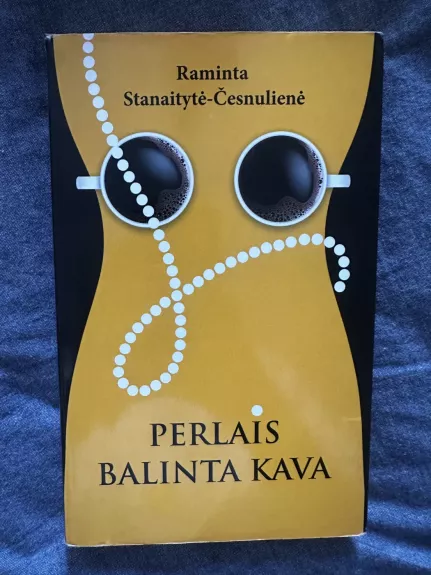 Raminta
Stanaitytė-Česnulienė
PERLAIS
BALINTA KAVA